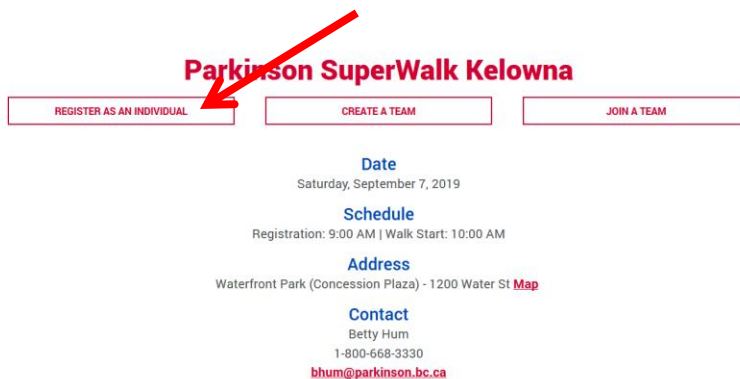 Parkinson SuperWalk Kelowna
REGISTER AS AN INDIVIDUAL
CREATE A TEAM
JOIN A TEAM
Date
Saturday, September 7, 2019
Schedule
Registration: 9:00 AM | Walk Start: 10:00 AM
Address
Waterfront Park (Concession Plaza) - 1200 Water St Map
Contact
Betty Hum
1-800-668-3330
bhum@parkinson.bc.ca